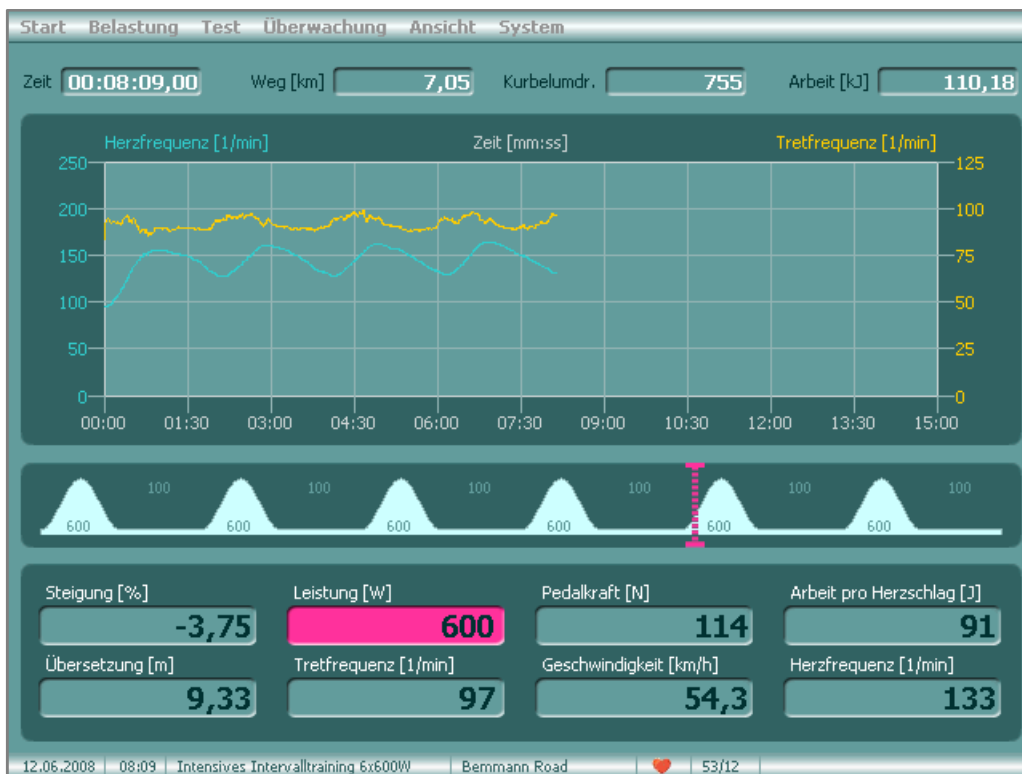 Start Belastung Test Überwachung Ansicht System
Zeit 00:08:09,00 Weg [km] 7,05 Kurbelumdr. 755 Arbeit [kJ] 110,18
Herzfrequenz [1/min] Zeit [mm:ss] Tretfrequenz [1/min]
250 125
200 100
150 75
100 50
50 25
0 0
00:00 01:30 03:00 04:30 06:00 07:30 09:00 10:30 12:00 13:30 15:00
100 100 100 100 100 100
600 600 600 600 600 600
Steigung [%] Leistung [W] Pedalkraft [N] Arbeit pro Herzschlag [J]
-3,75 600 114 91
Übersetzung [m] Tretfrequenz [1/min] Geschwindigkeit [km/h] Herzfrequenz [1/min]
9,33 97 54,3 133
12.06.2008 08:09 Intensives Intervalltraining 6x600W Bemmann Road 53/12